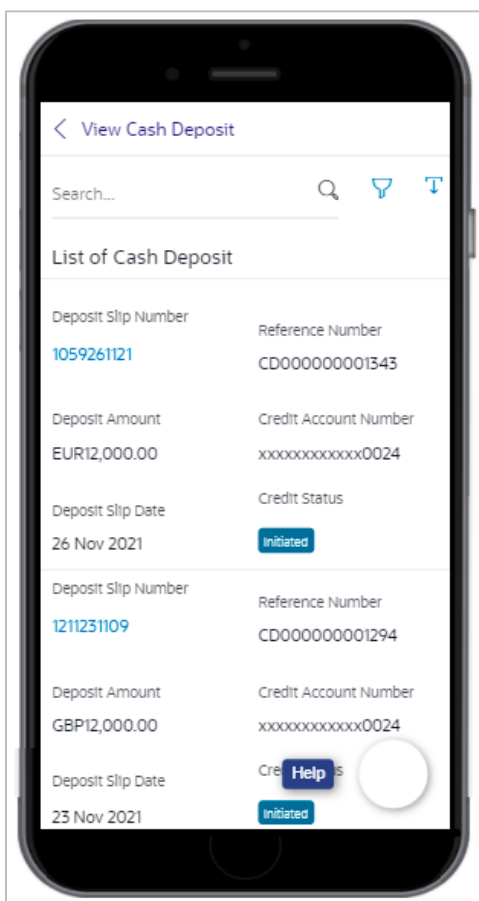 View Cash Deposit
Search...
List of Cash Deposit
Deposit Slip Number
Reference Number
1059261121
CD000000001343
Deposit Amount
Credit Account Number
EUR12,000.00
xxxxxxxxxxxx0024
Deposit Slip Date
Credit Status
26 Nov 2021
Initiated
Deposit Slip Number
Reference Number
1211231109
CD000000001294
Deposit Amount
Credit Account Number
GBP12,000.00
xxxxxxxxxxxx0024
Deposit Slip Date
Help
23 Nov 2021
Initiated